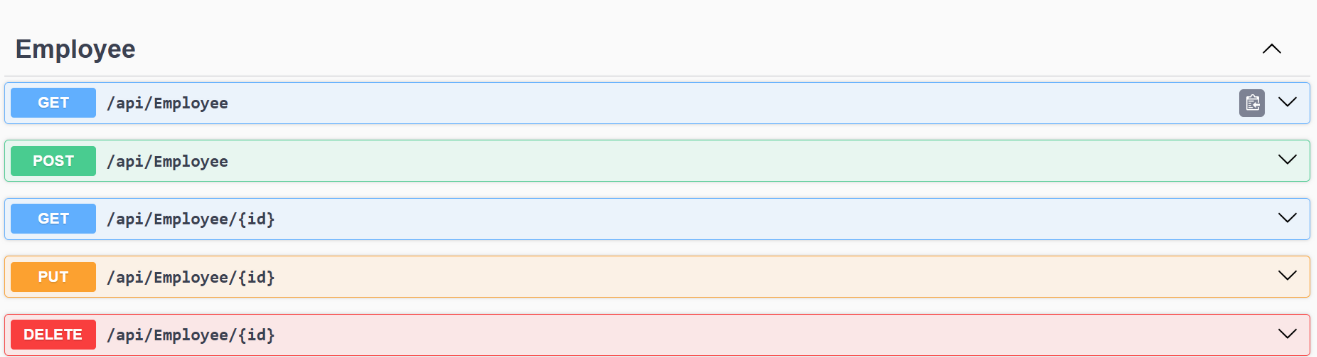 Employee
GET /api/Employee
POST /api/Employee
GET /api/Employee/{id}
PUT /api/Employee/{id}
DELETE /api/Employee/{id}